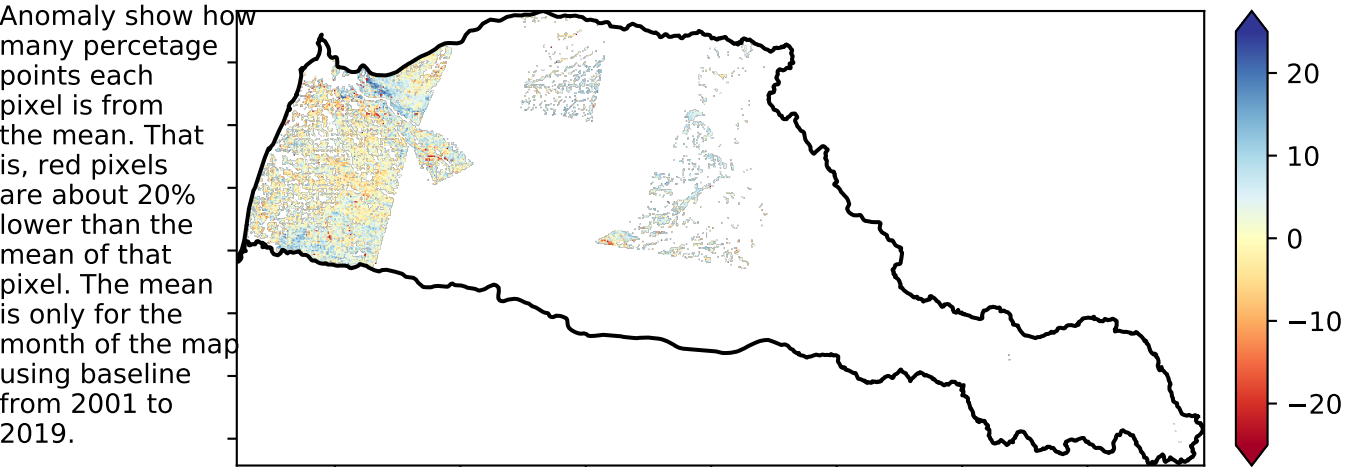 Anomaly show how
many percetage
points each
pixel is from
the mean. That
is, red pixels
are about 20%
lower than the
mean of that
pixel. The mean
is only for the
month of the map
using baseline
from 2001 to
2019.
20
10
0
−10
−20